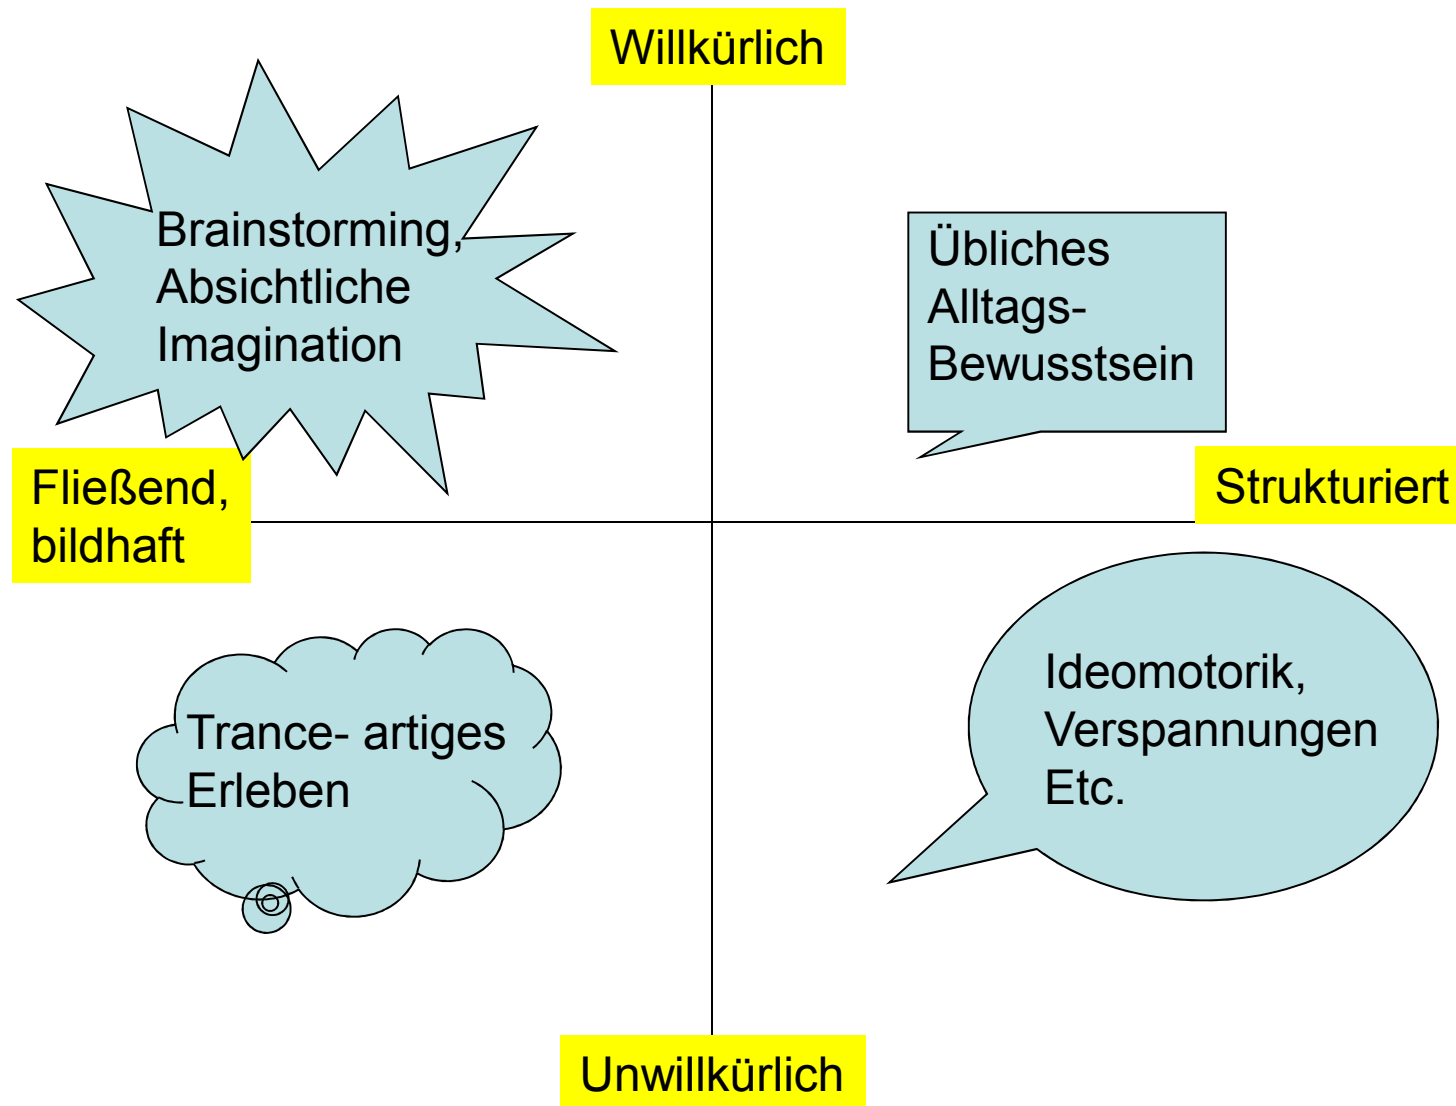 Willkürlich
Brainstorming,
Absichtliche
Imagination
Übliches
Alltags-
Bewusstsein
Fließend,
bildhaft
Strukturiert
Trance- artiges
Erleben
Ideomotorik,
Verspannungen
Etc.
Unwillkürlich